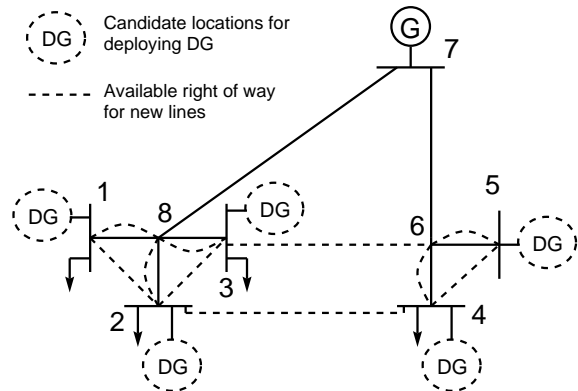 DG
Candidate locations for
deploying DG
Available right of way
for new lines
G
7
1
DG
8
DG
3
2
DG
5
6
DG
4
DG